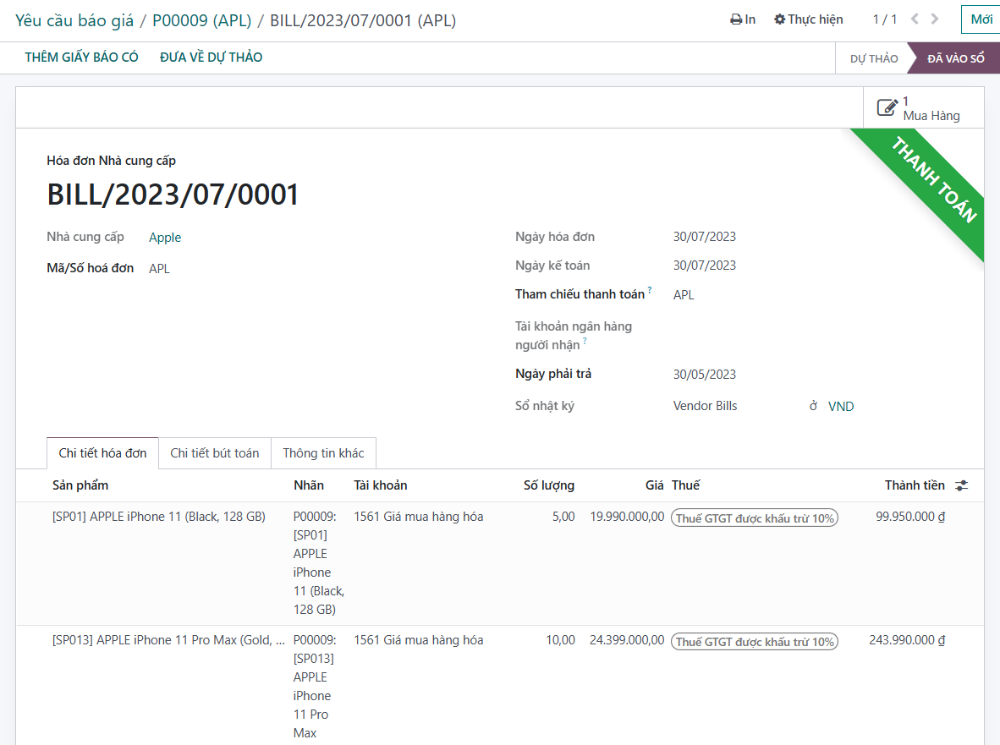 Yêu cầu báo giá / P00009 (APL) / BILL/2023/07/0001 (APL)
In
Thực hiện
1 / 1
Mới
THÊM GIẤY BÁO CÓ
ĐƯA VỀ DỰ THẢO
DỰ THẢO
ĐÃ VÀO SỔ
1
Mua Hàng
THANH TOÁN
Hóa đơn Nhà cung cấp
BILL/2023/07/0001
Nhà cung cấp Apple
Mã/Số hoá đơn APL
Ngày hóa đơn 30/07/2023
Ngày kế toán 30/07/2023
Tham chiếu thanh toán ? APL
Tài khoản ngân hàng
người nhận ?
Ngày phải trả 30/05/2023
Sổ nhật ký Vendor Bills ở VND
Chi tiết hóa đơn Chi tiết bút toán Thông tin khác
Sản phẩm Nhãn Tài khoản Số lượng Giá Thuế Thành tiền
[SP01] APPLE iPhone 11 (Black, 128 GB) P00009: 1561 Giá mua hàng hóa 5,00 19.990.000,00 Thuế GTGT được khấu trừ 10% 99.950.000 ₫
[SP01]
APPLE
iPhone
11 (Black,
128 GB)
[SP013] APPLE iPhone 11 Pro Max (Gold, ... P00009: 1561 Giá mua hàng hóa 10,00 24.399.000,00 Thuế GTGT được khấu trừ 10% 243.990.000 ₫
[SP013]
APPLE
iPhone
11 Pro
Max